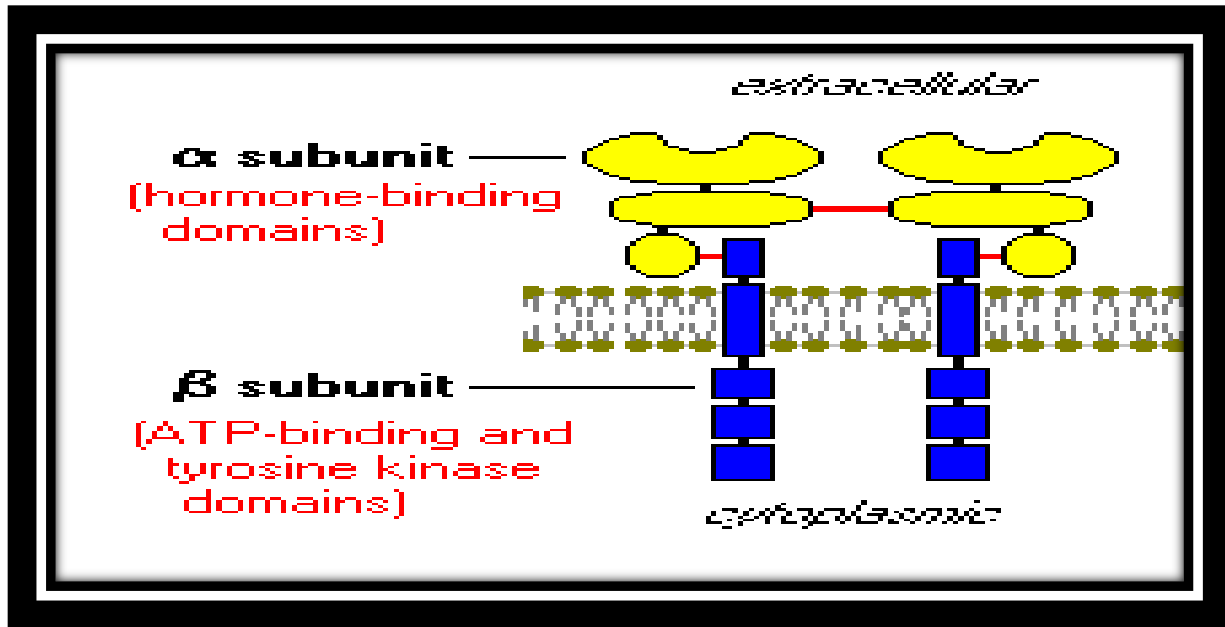 extracellular
α subunit
(hormone-binding
domains)
β subunit
(ATP-binding and
tyrosine kinase
domains)
cytoplasmic